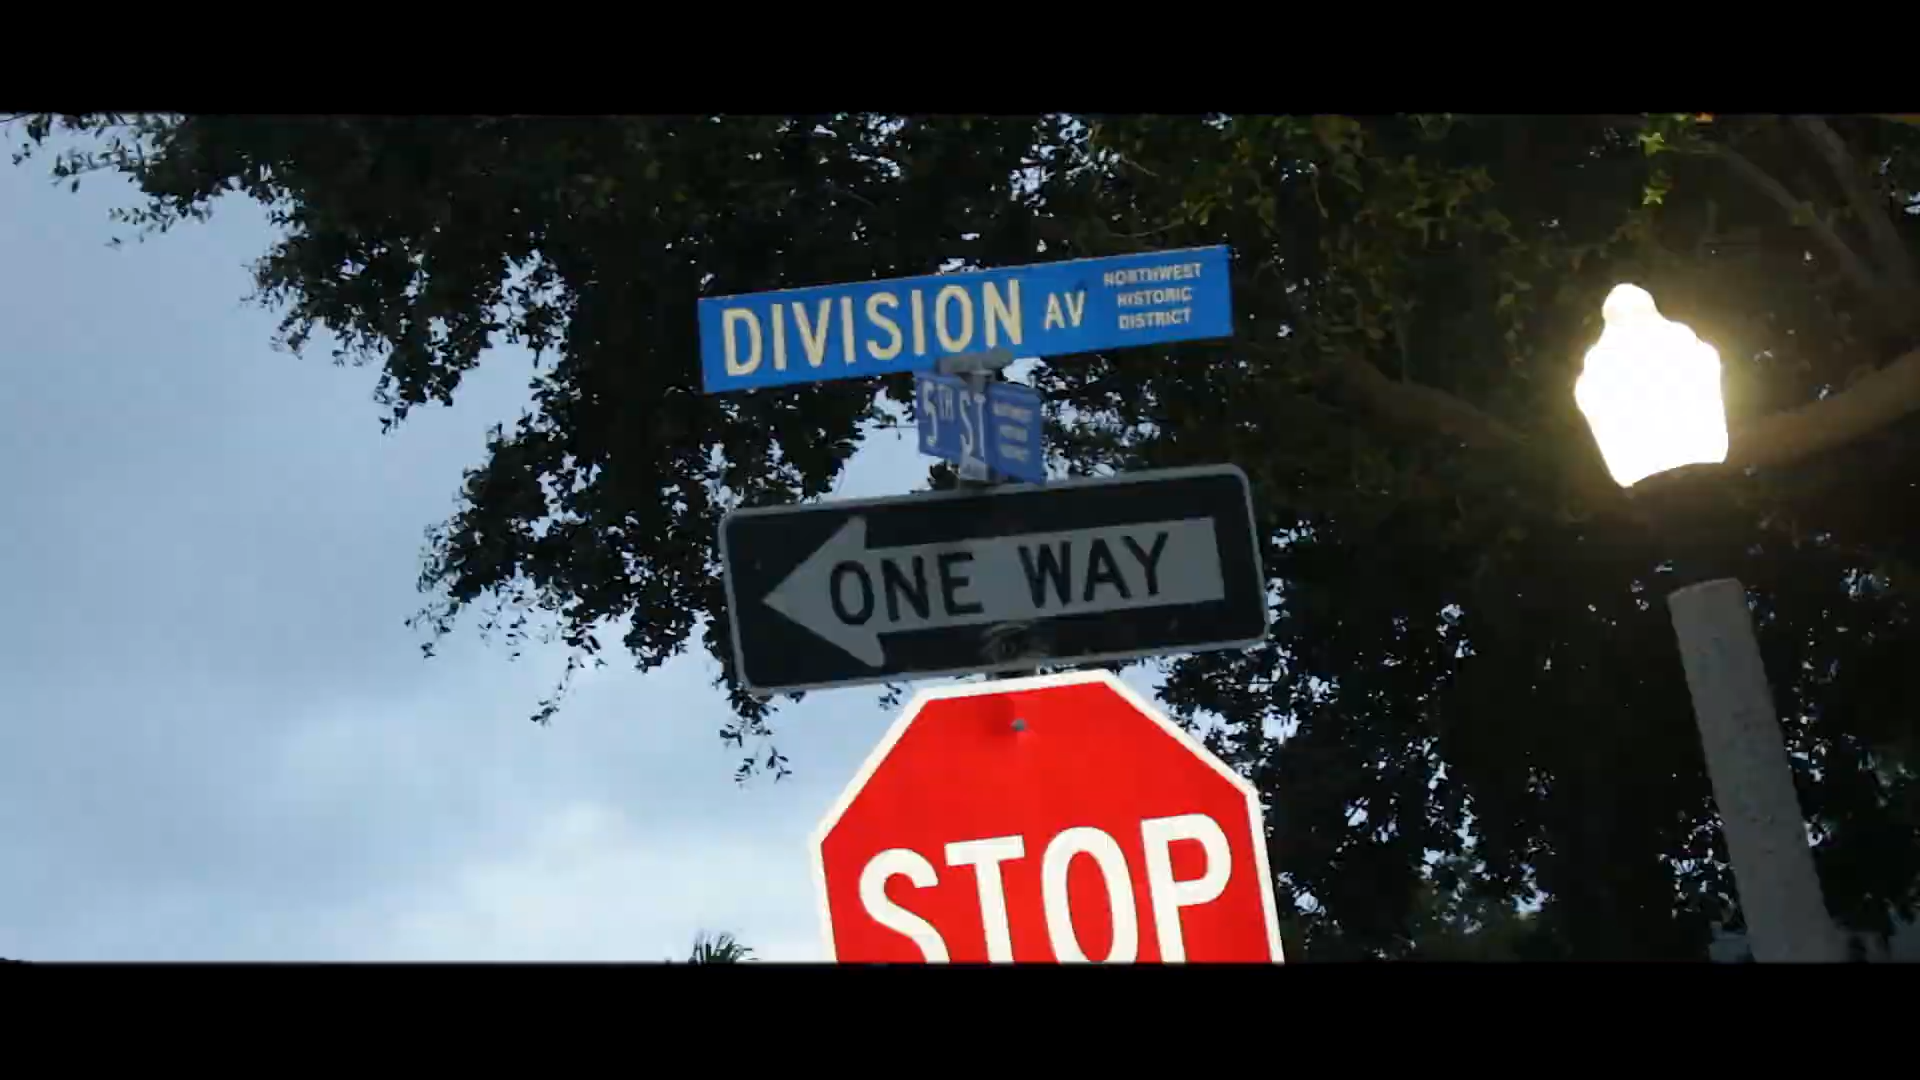 DIVISION AV
NORTHWEST
HISTORIC
DISTRICT
5TH ST
ONE WAY
STOP